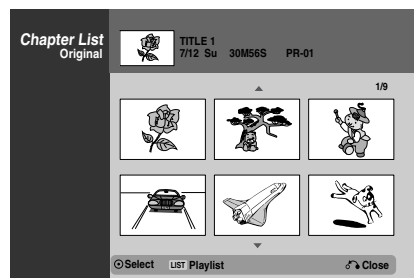 Chapter List
Original
TITLE 1
7/12 Su 30M56S PR-01
1/9
Select LIST Playlist Close